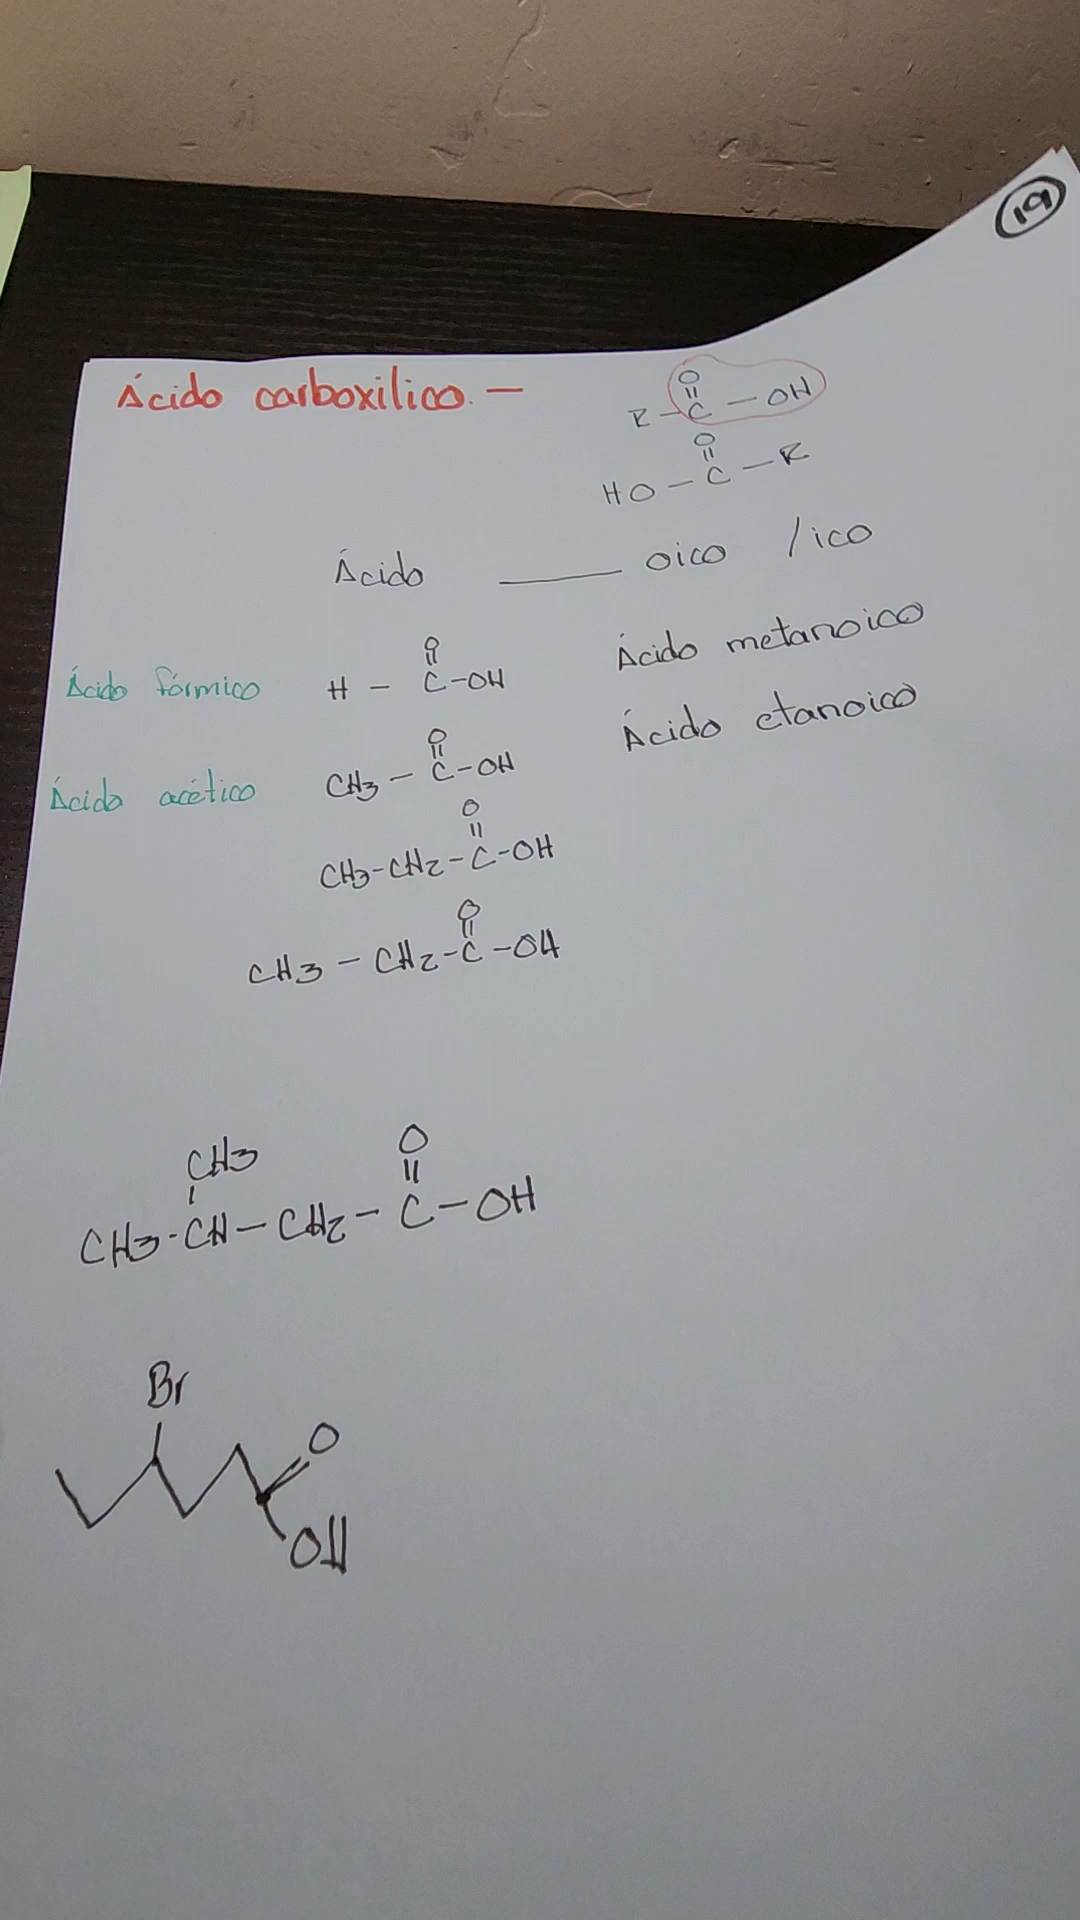 19
Ácido carboxilico. –
O
||
R – C – OH
O
||
HO – C – R
Ácido ______ oico / ico
O
||
Ácido fórmico H – C – OH Ácido metanoico
O
||
Ácido acético CH3 – C – OH Ácido etanoico
O
||
CH3 – CH2 – C – OH
O
||
CH3 – CH2 – C – OH
CH3 O
| ||
CH3 - CH – CH2 – C – OH
Br
O
OH